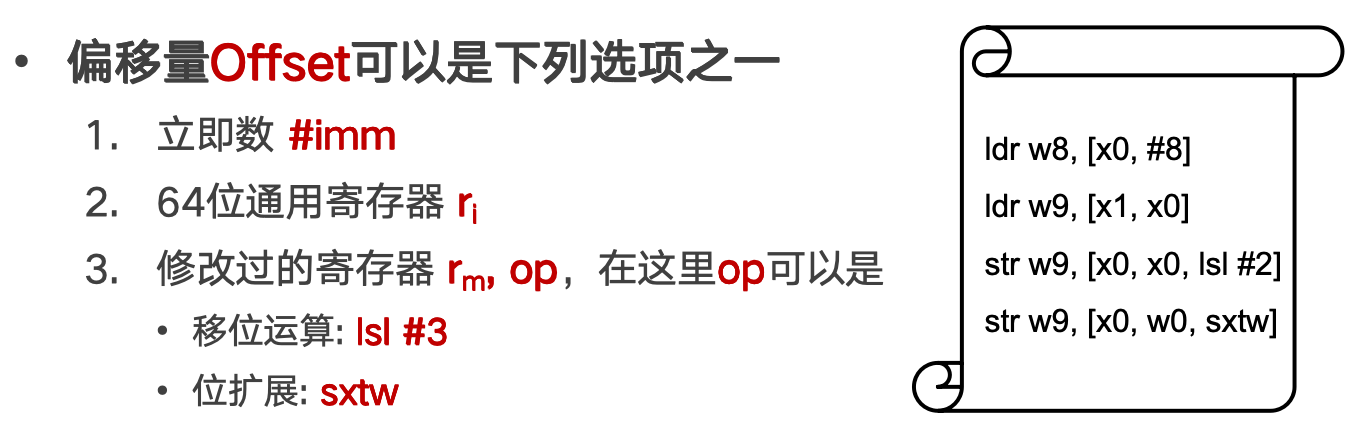 • 偏移量Offset可以是下列选项之一
1. 立即数 #imm
2. 64位通用寄存器 ri
3. 修改过的寄存器 rm, op，在这里op可以是
• 移位运算: lsl #3
• 位扩展: sxtw
ldr w8, [x0, #8]
ldr w9, [x1, x0]
str w9, [x0, x0, lsl #2]
str w9, [x0, w0, sxtw]